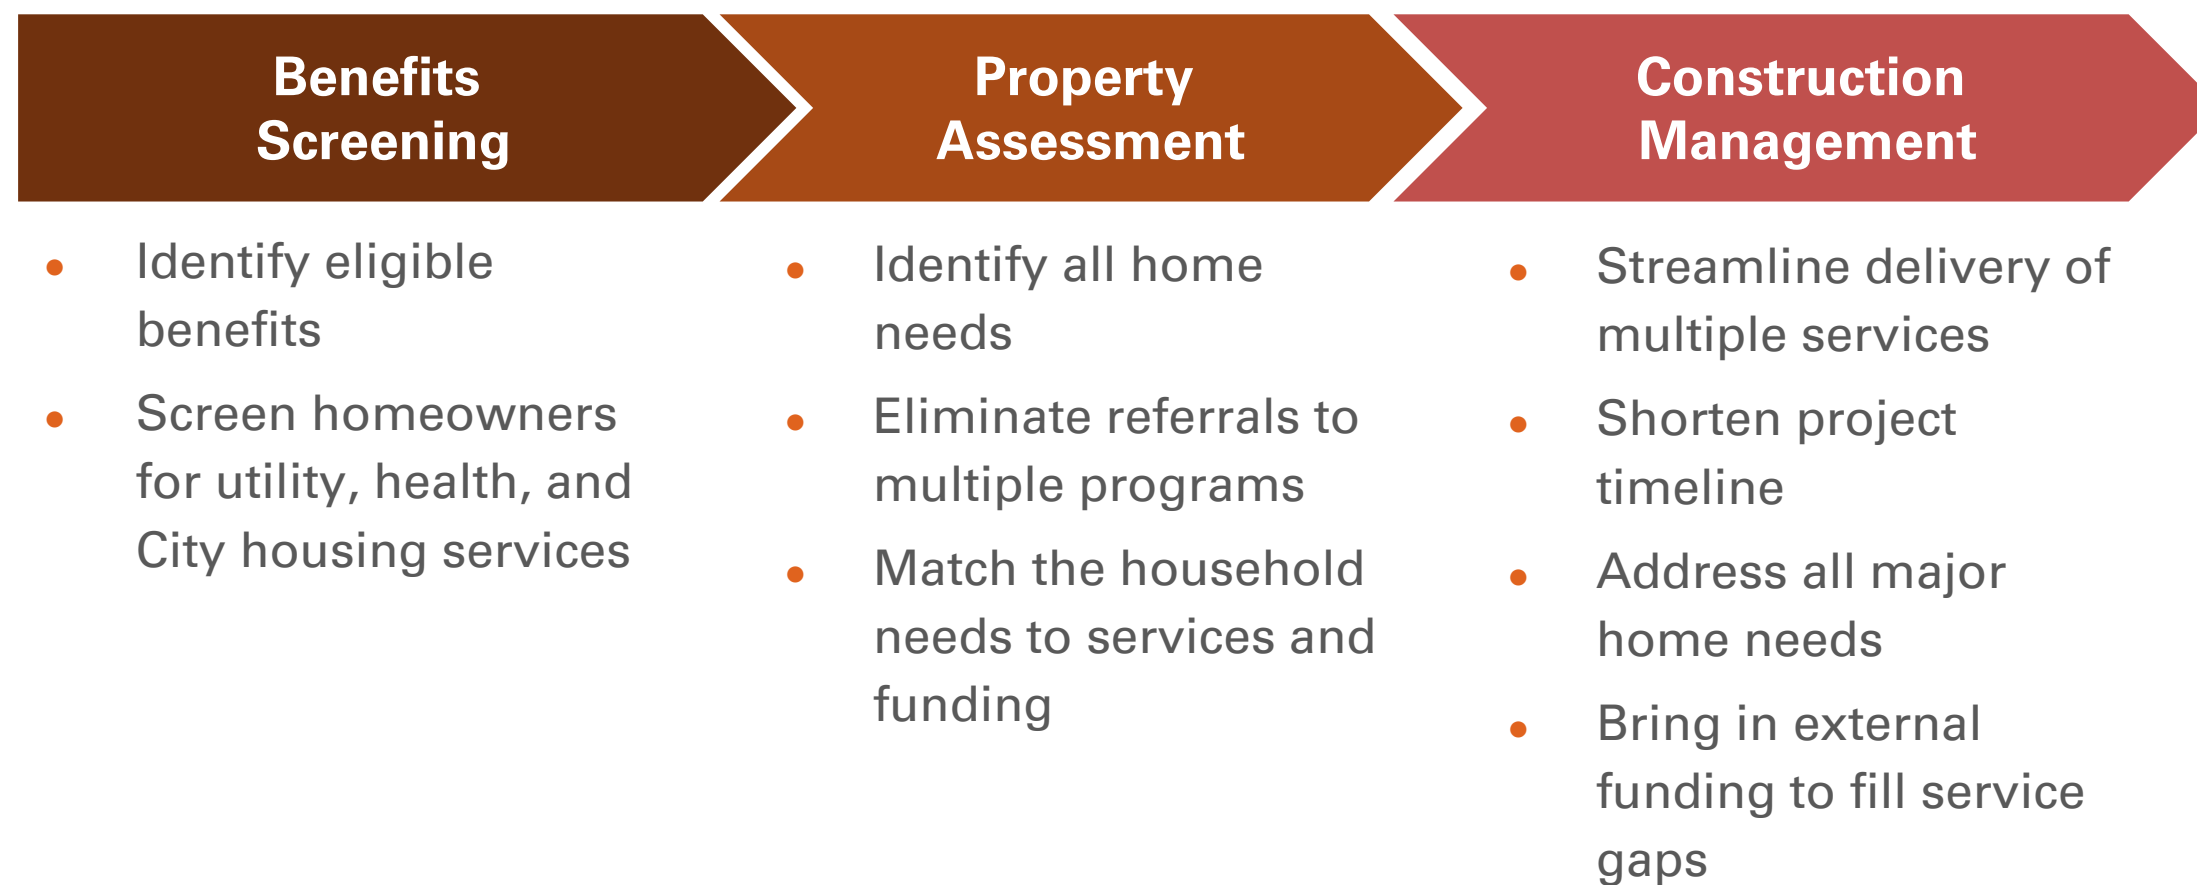 Benefits
Screening
Identify eligible
benefits
Screen homeowners
for utility, health, and
City housing services
Property
Assessment
Identify all home
needs
Eliminate referrals to
multiple programs
Match the household
needs to services and
funding
Construction
Management
Streamline delivery of
multiple services
Shorten project
timeline
Address all major
home needs
Bring in external
funding to fill service
gaps